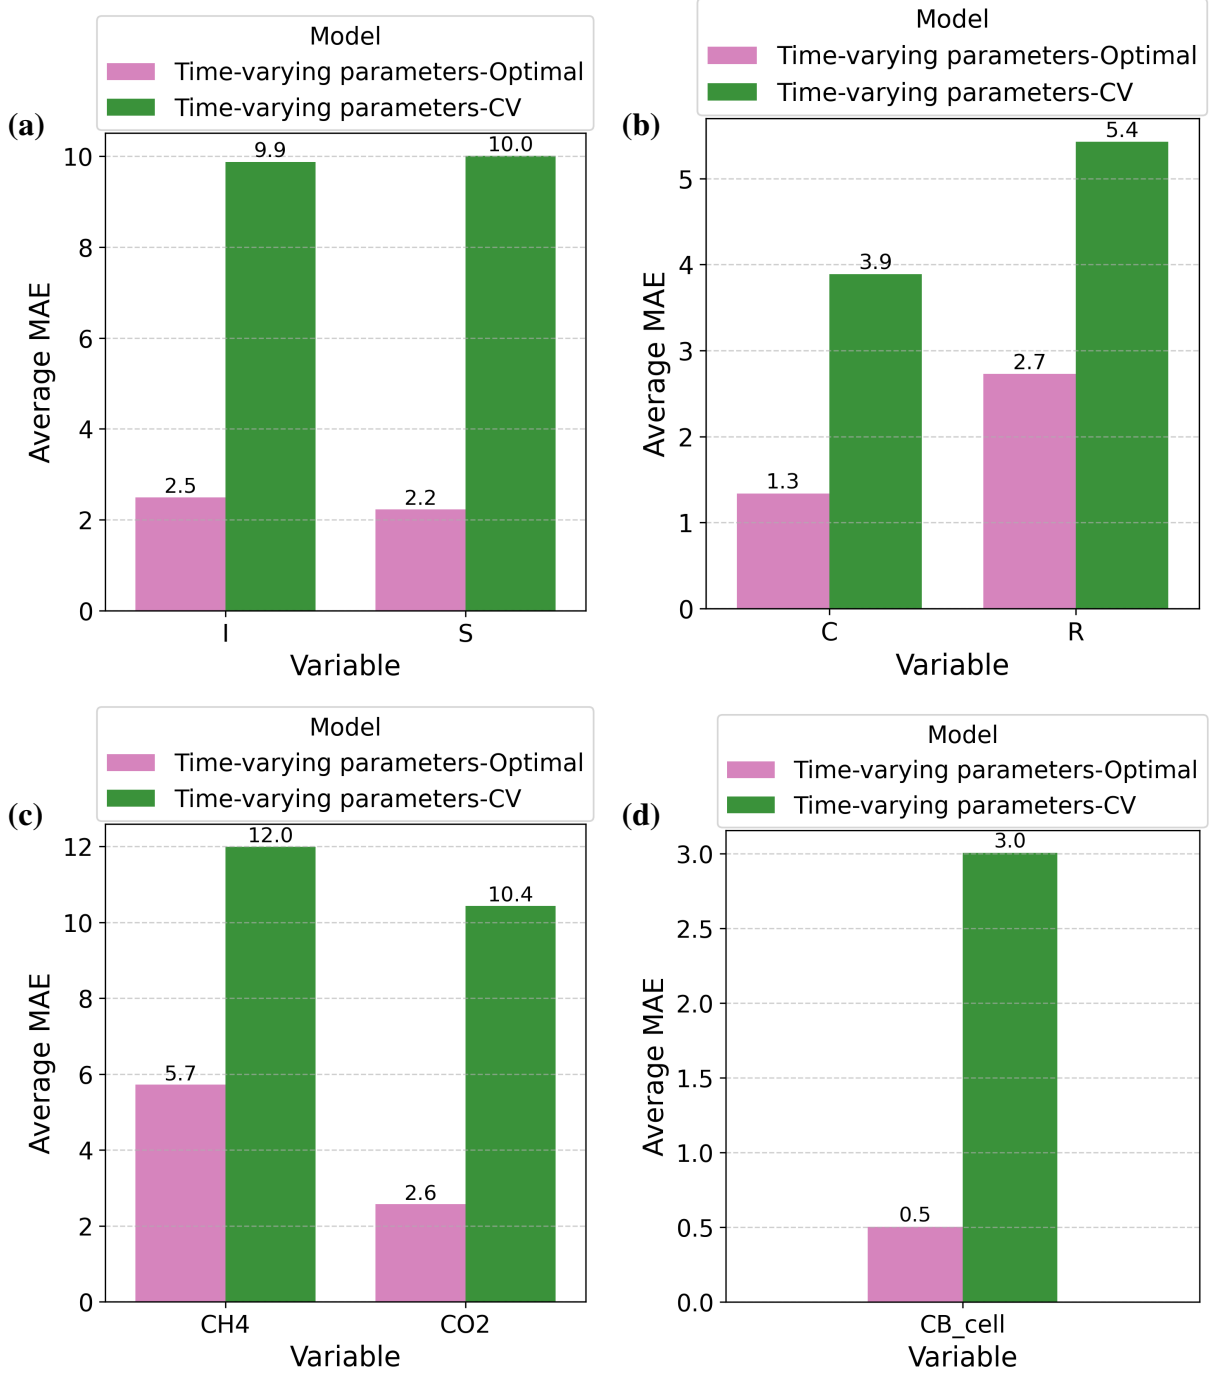 (a)
Model
Time-varying parameters-Optimal
Time-varying parameters-CV
Average MAE
10
8
6
4
2
0
9.9
10.0
2.5
2.2
I
S
Variable
(b)
Model
Time-varying parameters-Optimal
Time-varying parameters-CV
Average MAE
5
4
3
2
1
0
5.4
3.9
2.7
1.3
C
R
Variable
(c)
Model
Time-varying parameters-Optimal
Time-varying parameters-CV
Average MAE
12
10
8
6
4
2
0
12.0
10.4
5.7
2.6
CH4
CO2
Variable
(d)
Model
Time-varying parameters-Optimal
Time-varying parameters-CV
Average MAE
3.0
2.5
2.0
1.5
1.0
0.5
0.0
3.0
0.5
CB_cell
Variable